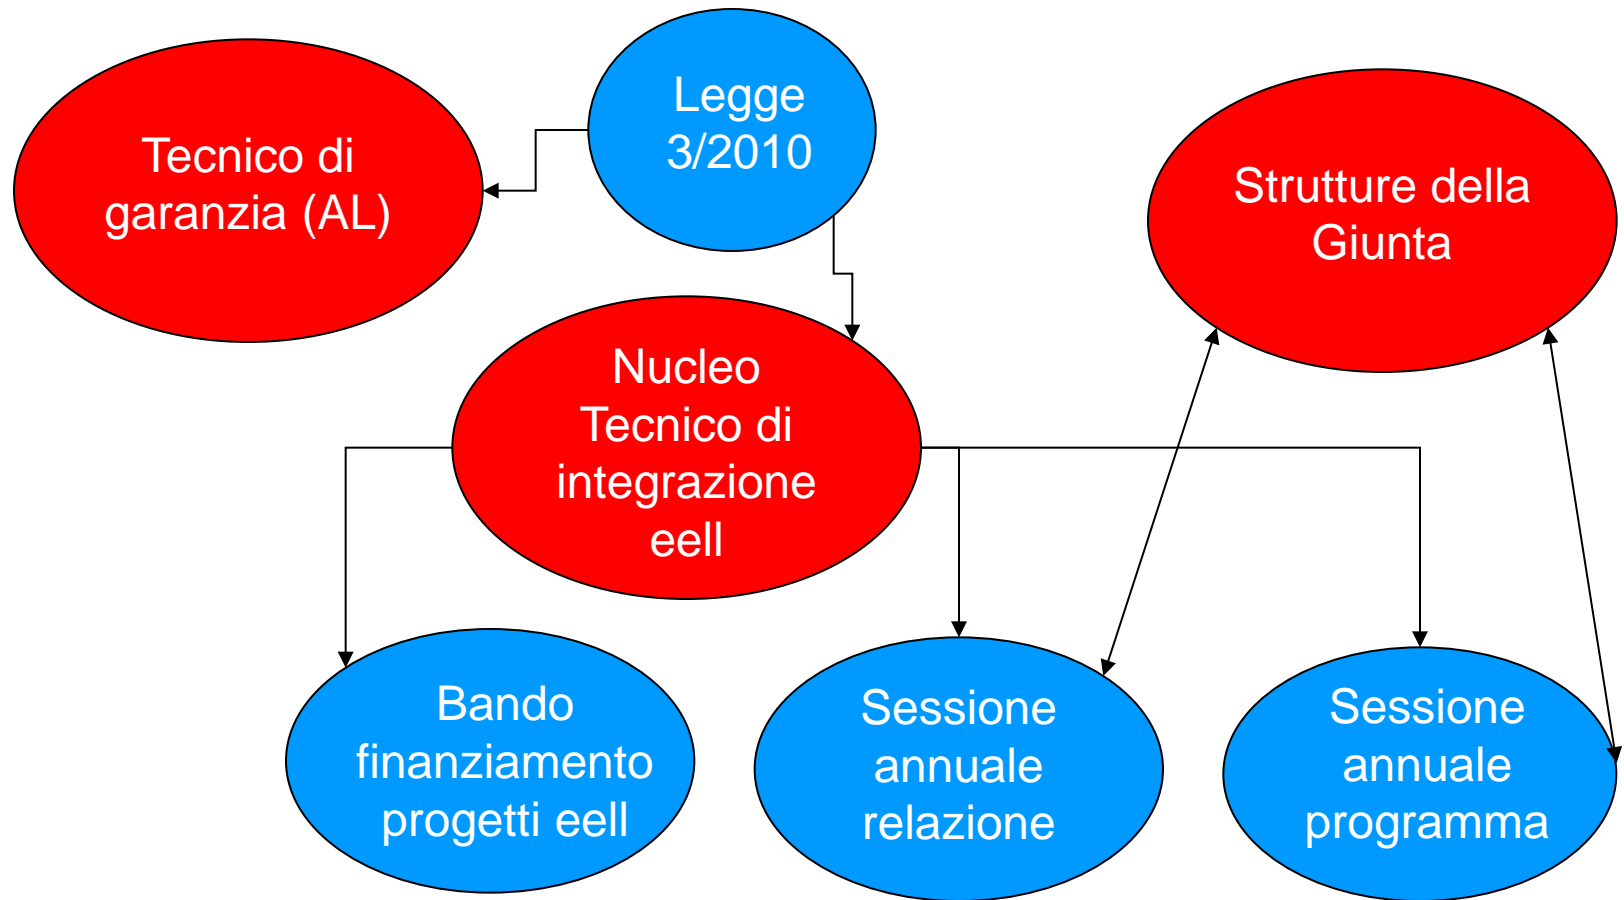 Legge
3/2010
Tecnico di
garanzia (AL)
Strutture della
Giunta
Nucleo
Tecnico di
integrazione
eell
Bando
finanziamento
progetti eell
Sessione
annuale
relazione
Sessione
annuale
programma